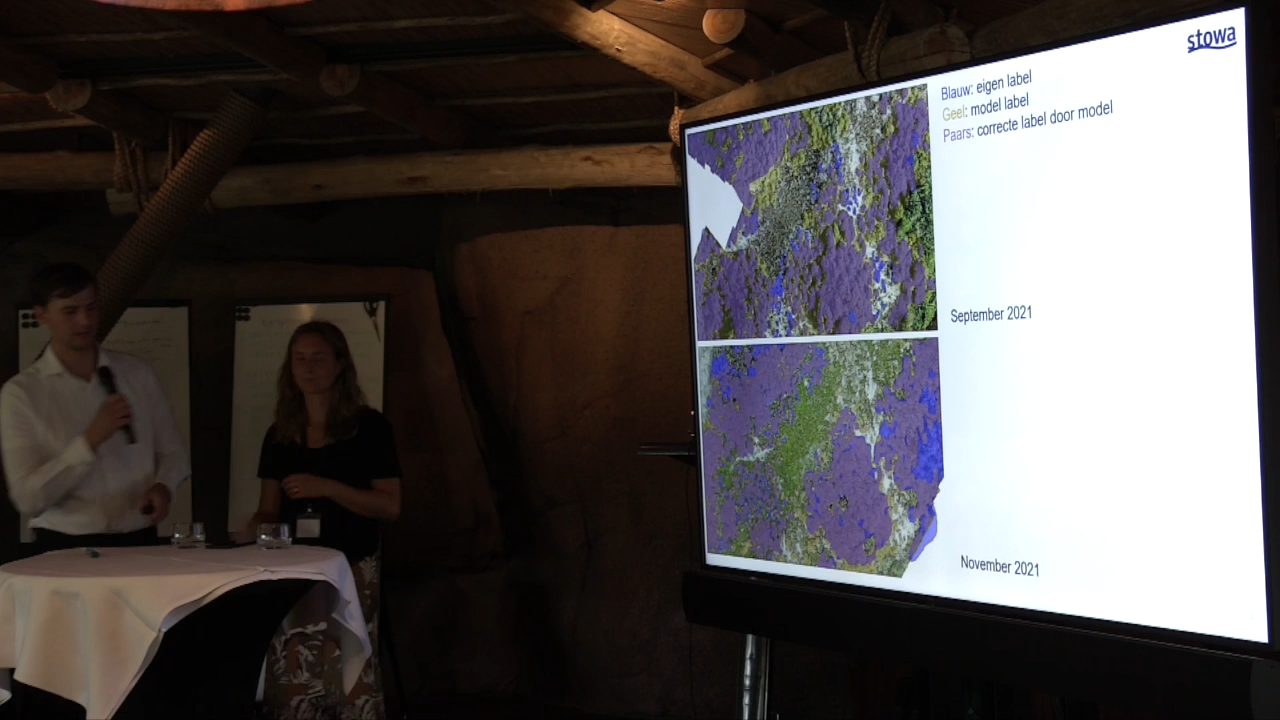 stowa
Blauw: eigen label
Geel: model label
Paars: correcte label door model
September 2021
November 2021